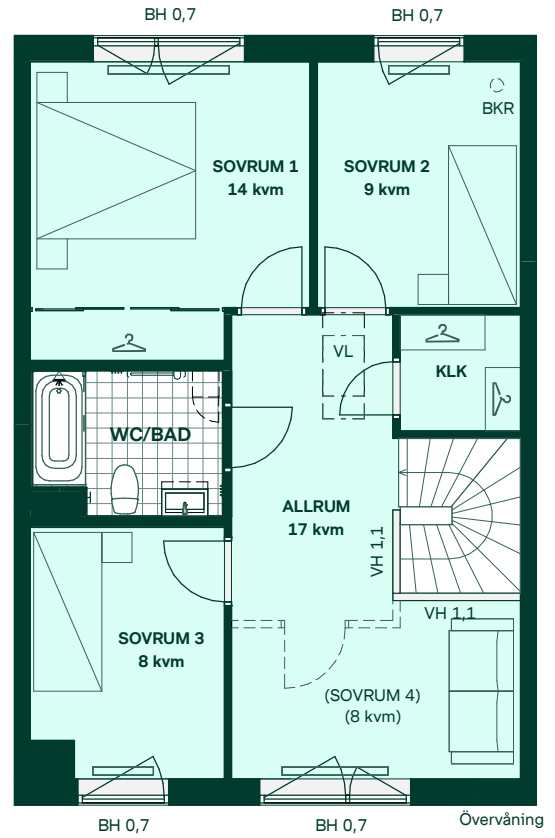 BH 0,7
BH 0,7
BKR
SOVRUM 1
14 kvm
SOVRUM 2
9 kvm
VL
KLK
WC/BAD
ALLRUM
17 kvm
VH 1,1
VH 1,1
SOVRUM 3
8 kvm
(SOVRUM 4)
(8 kvm)
BH 0,7
BH 0,7
Övervåning